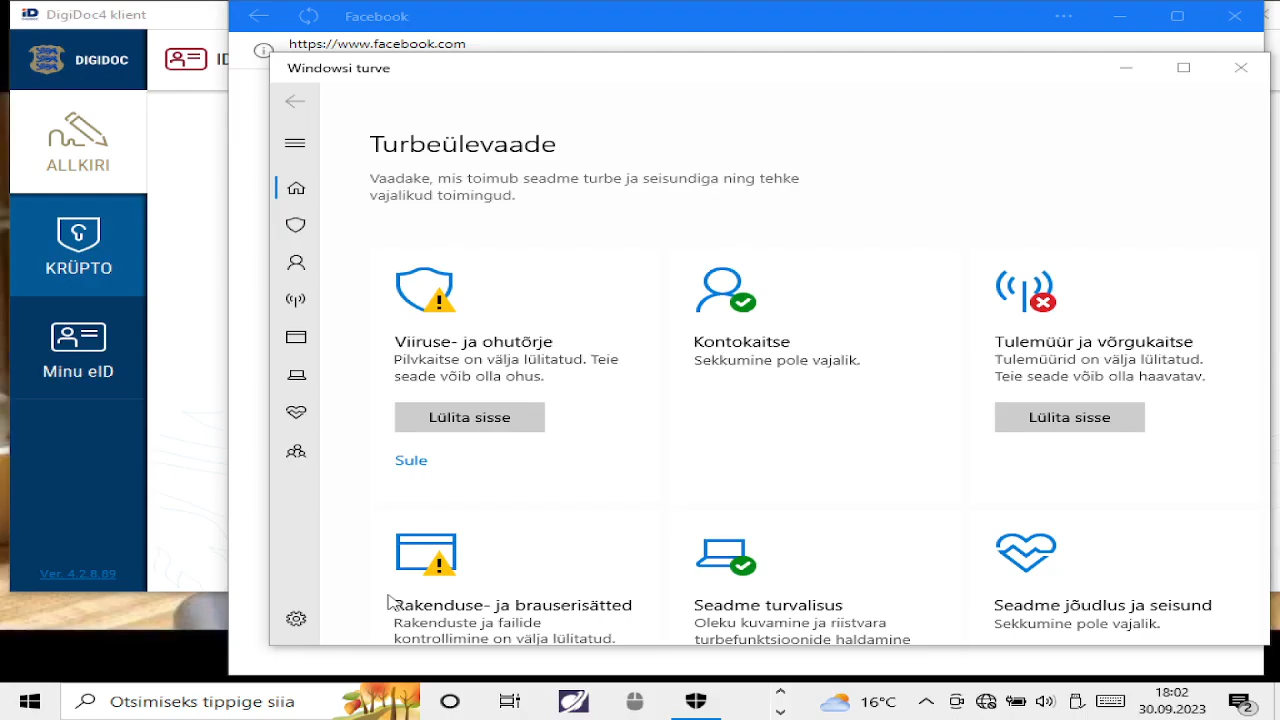 iD DigiDoc4 klient
Facebook
https://www.facebook.com
DIGIDOC
ALLKIRI
KRÜPTO
Minu eID
Ver. 4.2.8.89
Windowsi turve
Turbeülevaade
Vaadake, mis toimub seadme turbe ja seisundiga ning tehke
vajalikud toimingud.
Viiruse- ja ohutõrje
Pilvkaitse on välja lülitatud. Teie
seade võib olla ohus.
Lülita sisse
Sule
Kontokaitse
Sekkumine pole vajalik.
Tulemüür ja võrgukaitse
Tulemüürid on välja lülitatud.
Teie seade võib olla haavatav.
Lülita sisse
Rakenduse- ja brauserisätted
Rakenduste ja failide
kontrollimine on välja lülitatud.
Seadme turvalisus
Oleku kuvamine ja riistvara
turbefunktsioonide haldamine
Seadme jõudlus ja seisund
Sekkumine pole vajalik.
Otsimiseks tippige siia
16°C
18:02
30.09.2023
2